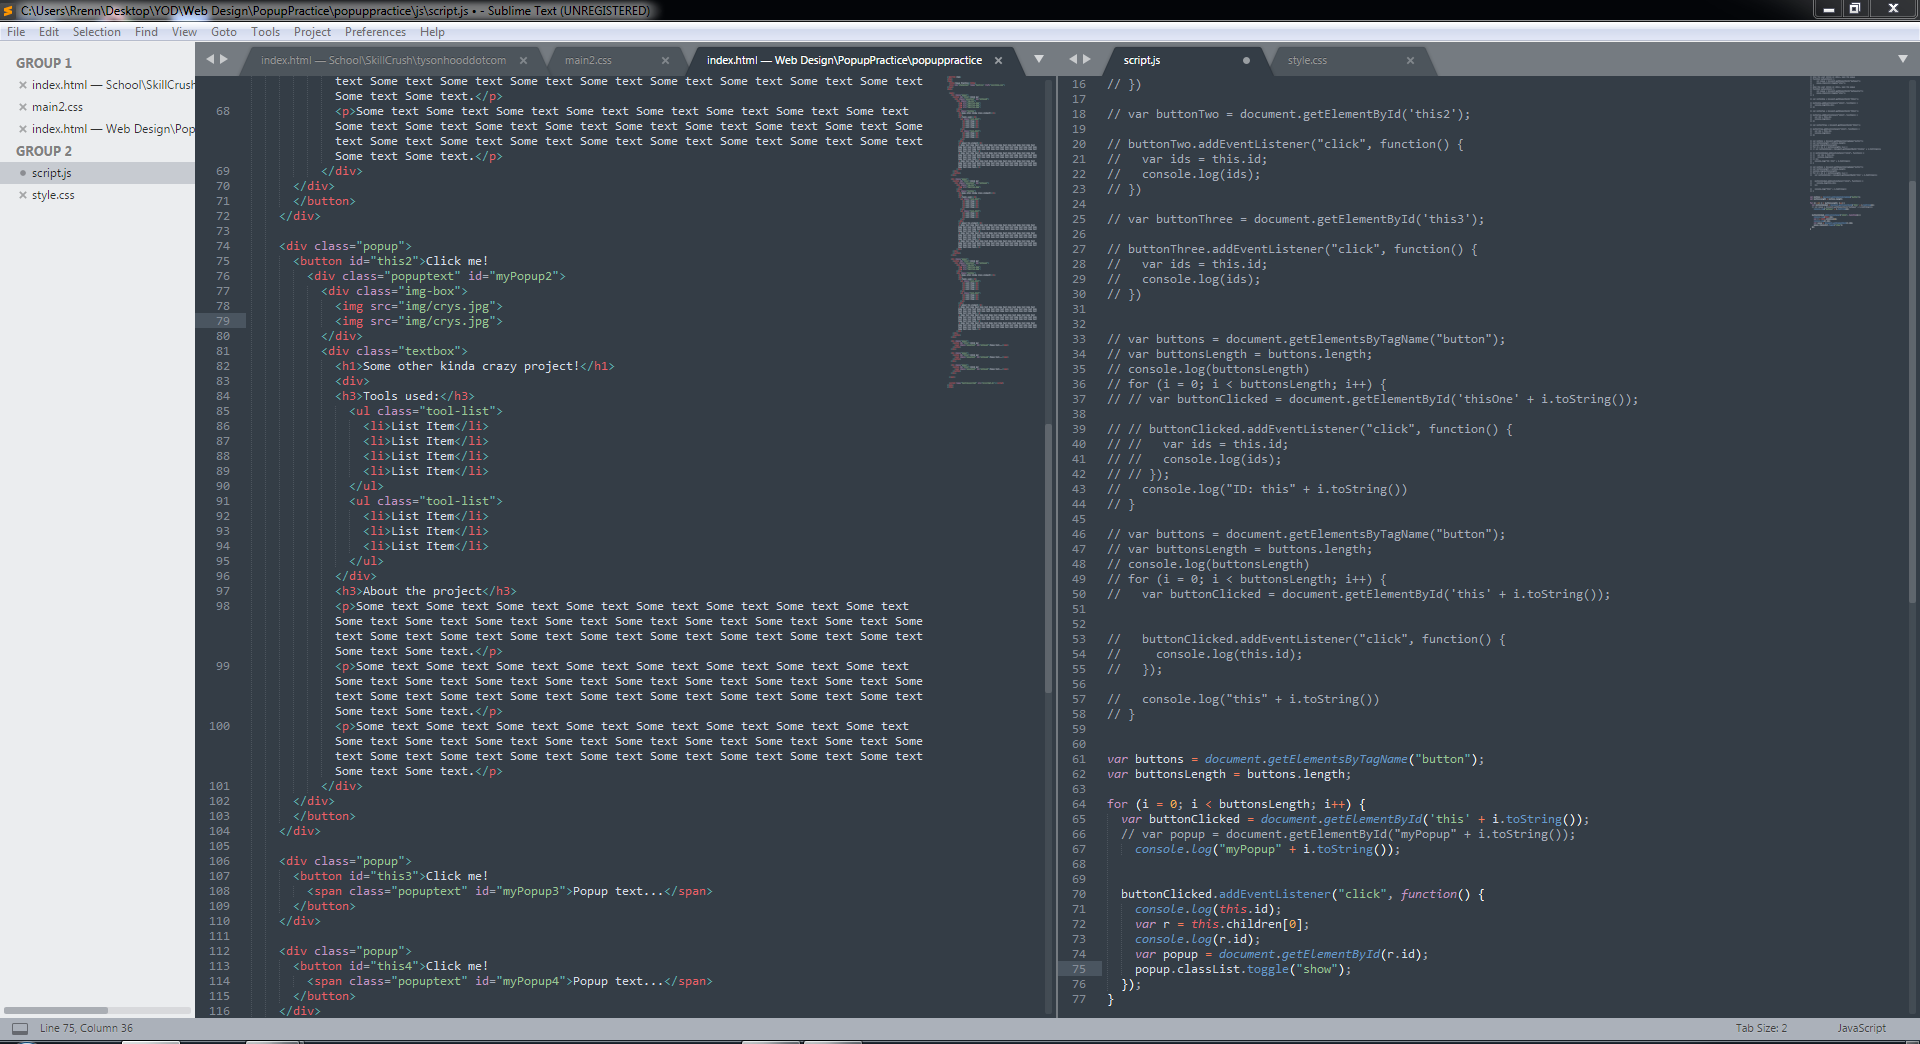 C:\Users\Rrenn\Desktop\YOD\Web Design\PopupPractice\popuppractice\js\script.js • - Sublime Text (UNREGISTERED)
File Edit Selection Find View Goto Tools Project Preferences Help
GROUP 1
index.html — School\SkillCrush
main2.css
index.html — Web Design\Pop
GROUP 2
script.js
style.css
index.html — School\SkillCrush\tysonhooddotcom
main2.css
index.html — Web Design\PopupPractice\popuppractice
text Some text Some text Some text Some text Some text Some text Some text Some text
Some text Some text.</p>
68 <p>Some text Some text Some text Some text Some text Some text Some text Some text
Some text Some text Some text Some text Some text Some text Some text Some text Some
text Some text Some text Some text Some text Some text Some text Some text Some text
Some text Some text.</p>
69 </div>
70 </div>
71 </button>
72 </div>
73
74 <div class="popup">
75 <button id="this2">Click me!
76 <div class="popuptext" id="myPopup2">
77 <div class="img-box">
78 <img src="img/crys.jpg">
79 <img src="img/crys.jpg">
80 </div>
81 <div class="textbox">
82 <h1>Some other kinda crazy project!</h1>
83 <div>
84 <h3>Tools used:</h3>
85 <ul class="tool-list">
86 <li>List Item</li>
87 <li>List Item</li>
88 <li>List Item</li>
89 <li>List Item</li>
90 </ul>
91 <ul class="tool-list">
92 <li>List Item</li>
93 <li>List Item</li>
94 <li>List Item</li>
95 </ul>
96 </div>
97 <h3>About the project</h3>
98 <p>Some text Some text Some text Some text Some text Some text Some text Some text
Some text Some text Some text Some text Some text Some text Some text Some text Some
text Some text Some text Some text Some text Some text Some text Some text Some text
Some text Some text.</p>
99 <p>Some text Some text Some text Some text Some text Some text Some text Some text
Some text Some text Some text Some text Some text Some text Some text Some text Some
text Some text Some text Some text Some text Some text Some text Some text Some text
Some text Some text.</p>
100 <p>Some text Some text Some text Some text Some text Some text Some text Some text
Some text Some text Some text Some text Some text Some text Some text Some text Some
text Some text Some text Some text Some text Some text Some text Some text Some text
Some text Some text.</p>
101 </div>
102 </div>
103 </button>
104 </div>
105
106 <div class="popup">
107 <button id="this3">Click me!
108 <span class="popuptext" id="myPopup3">Popup text...</span>
109 </button>
110 </div>
111
112 <div class="popup">
113 <button id="this4">Click me!
114 <span class="popuptext" id="myPopup4">Popup text...</span>
115 </button>
116 </div>
script.js
style.css
16 // })
17
18 // var buttonTwo = document.getElementById('this2');
19
20 // buttonTwo.addEventListener("click", function() {
21 // var ids = this.id;
22 // console.log(ids);
23 // })
24
25 // var buttonThree = document.getElementById('this3');
26
27 // buttonThree.addEventListener("click", function() {
28 // var ids = this.id;
29 // console.log(ids);
30 // })
31
32
33 // var buttons = document.getElementsByTagName("button");
34 // var buttonsLength = buttons.length;
35 // console.log(buttonsLength)
36 // for (i = 0; i < buttonsLength; i++) {
37 // // var buttonClicked = document.getElementById('thisOne' + i.toString());
38
39 // // buttonClicked.addEventListener("click", function() {
40 // // var ids = this.id;
41 // // console.log(ids);
42 // // });
43 // console.log("ID: this" + i.toString())
44 // }
45
46 // var buttons = document.getElementsByTagName("button");
47 // var buttonsLength = buttons.length;
48 // console.log(buttonsLength)
49 // for (i = 0; i < buttonsLength; i++) {
50 // var buttonClicked = document.getElementById('this' + i.toString());
51
52
53 // buttonClicked.addEventListener("click", function() {
54 // console.log(this.id);
55 // });
56
57 // console.log("this" + i.toString())
58 // }
59
60
61 var buttons = document.getElementsByTagName("button");
62 var buttonsLength = buttons.length;
63
64 for (i = 0; i < buttonsLength; i++) {
65 var buttonClicked = document.getElementById('this' + i.toString());
66 // var popup = document.getElementById("myPopup" + i.toString());
67 console.log("myPopup" + i.toString());
68
69
70 buttonClicked.addEventListener("click", function() {
71 console.log(this.id);
72 var r = this.children[0];
73 console.log(r.id);
74 var popup = document.getElementById(r.id);
75 popup.classList.toggle("show");
76 });
77 }
Line 75, Column 36
Tab Size: 2
JavaScript